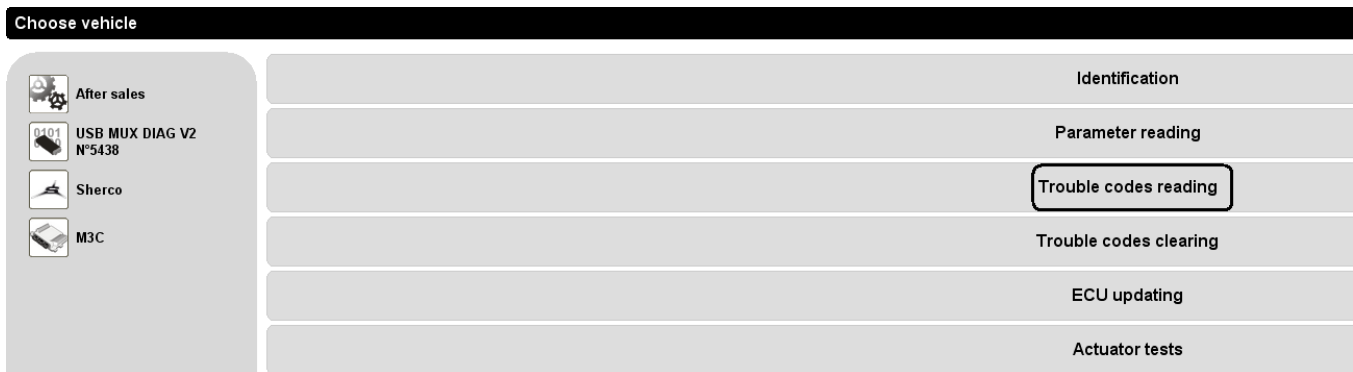 Choose vehicle
After sales
USB MUX DIAG V2
N°5438
Sherco
M3C
Identification
Parameter reading
Trouble codes reading
Trouble codes clearing
ECU updating
Actuator tests